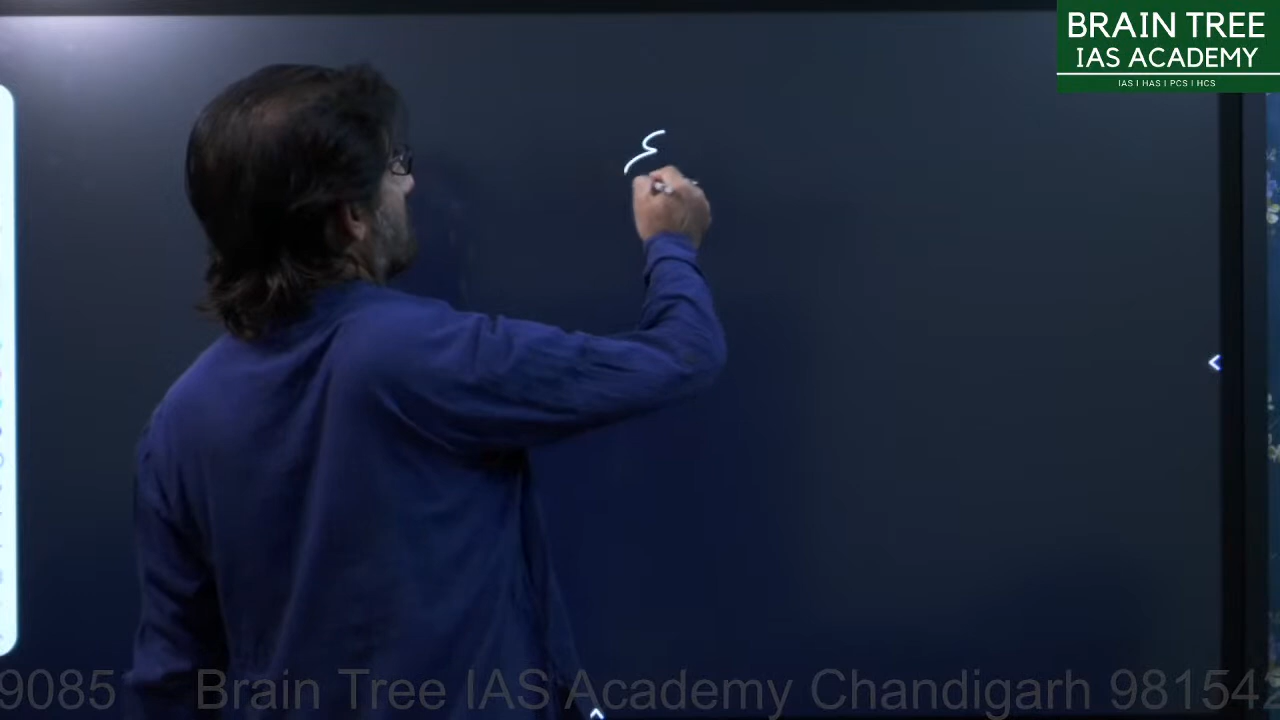 BRAIN TREE
IAS ACADEMY
IAS I HAS I PCS I HCS
9085 Brain Tree IAS Academy Chandigarh 98154